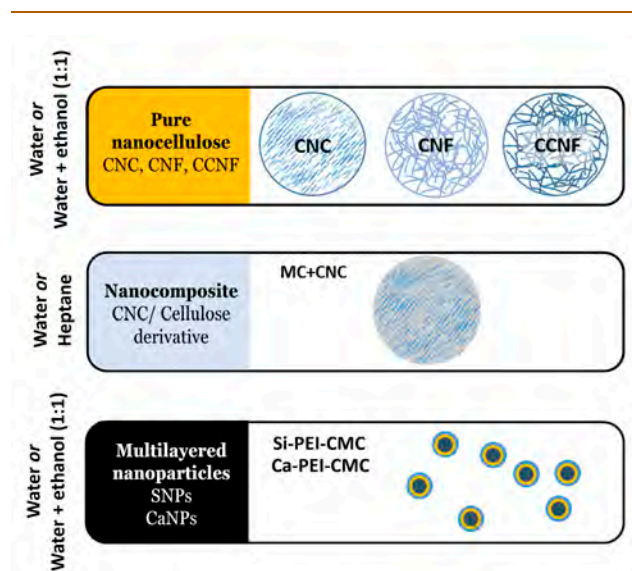 Water or
Water + ethanol (1:1)
Pure
nanocellulose
CNC, CNF, CCNF
CNC
CNF
CCNF
Water or
Heptane
Nanocomposite
CNC/ Cellulose
derivative
MC+CNC
Water or
Water + ethanol (1:1)
Multilayered
nanoparticles
SNPs
CaNPs
Si-PEI-CMC
Ca-PEI-CMC